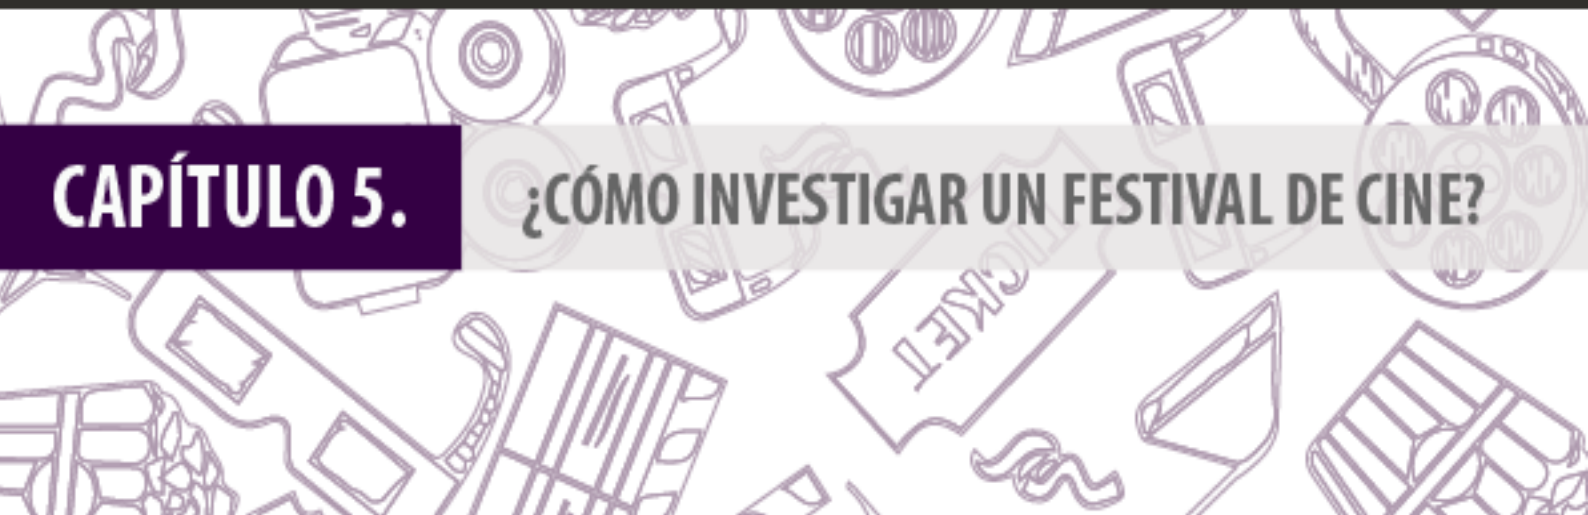 CAPÍTULO 5. ¿CÓMO INVESTIGAR UN FESTIVAL DE CINE?
TICKET